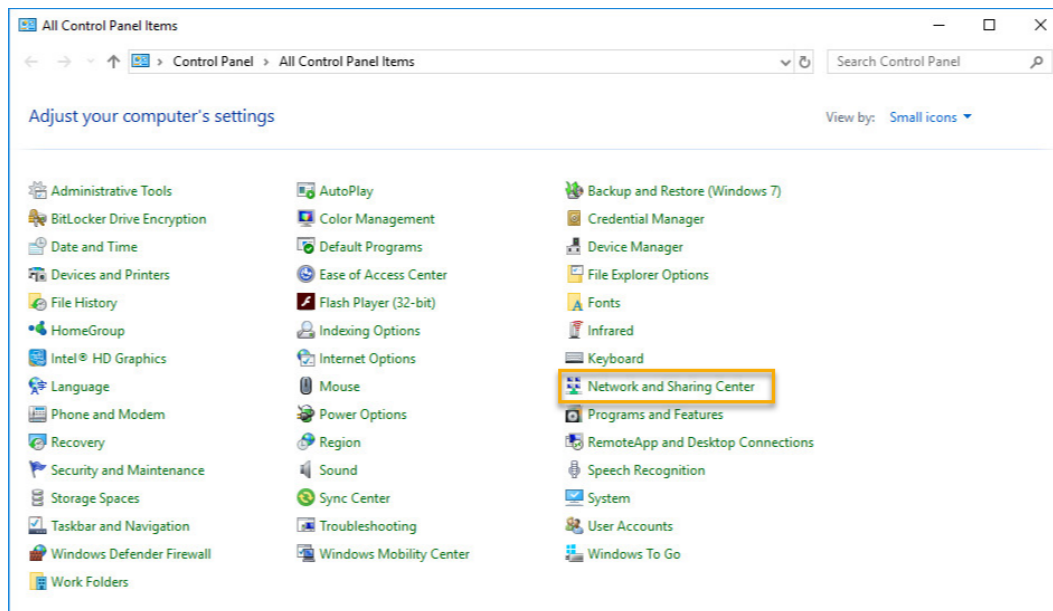 All Control Panel Items
Control Panel > All Control Panel Items
Search Control Panel
Adjust your computer's settings
View by: Small icons
Administrative Tools
AutoPlay
Backup and Restore (Windows 7)
BitLocker Drive Encryption
Color Management
Credential Manager
Date and Time
Default Programs
Device Manager
Devices and Printers
Ease of Access Center
File Explorer Options
File History
Flash Player (32-bit)
Fonts
HomeGroup
Indexing Options
Infrared
Intel® HD Graphics
Internet Options
Keyboard
Language
Mouse
Network and Sharing Center
Phone and Modem
Power Options
Programs and Features
Recovery
Region
RemoteApp and Desktop Connections
Security and Maintenance
Sound
Speech Recognition
Storage Spaces
Sync Center
System
Taskbar and Navigation
Troubleshooting
User Accounts
Windows Defender Firewall
Windows Mobility Center
Windows To Go
Work Folders